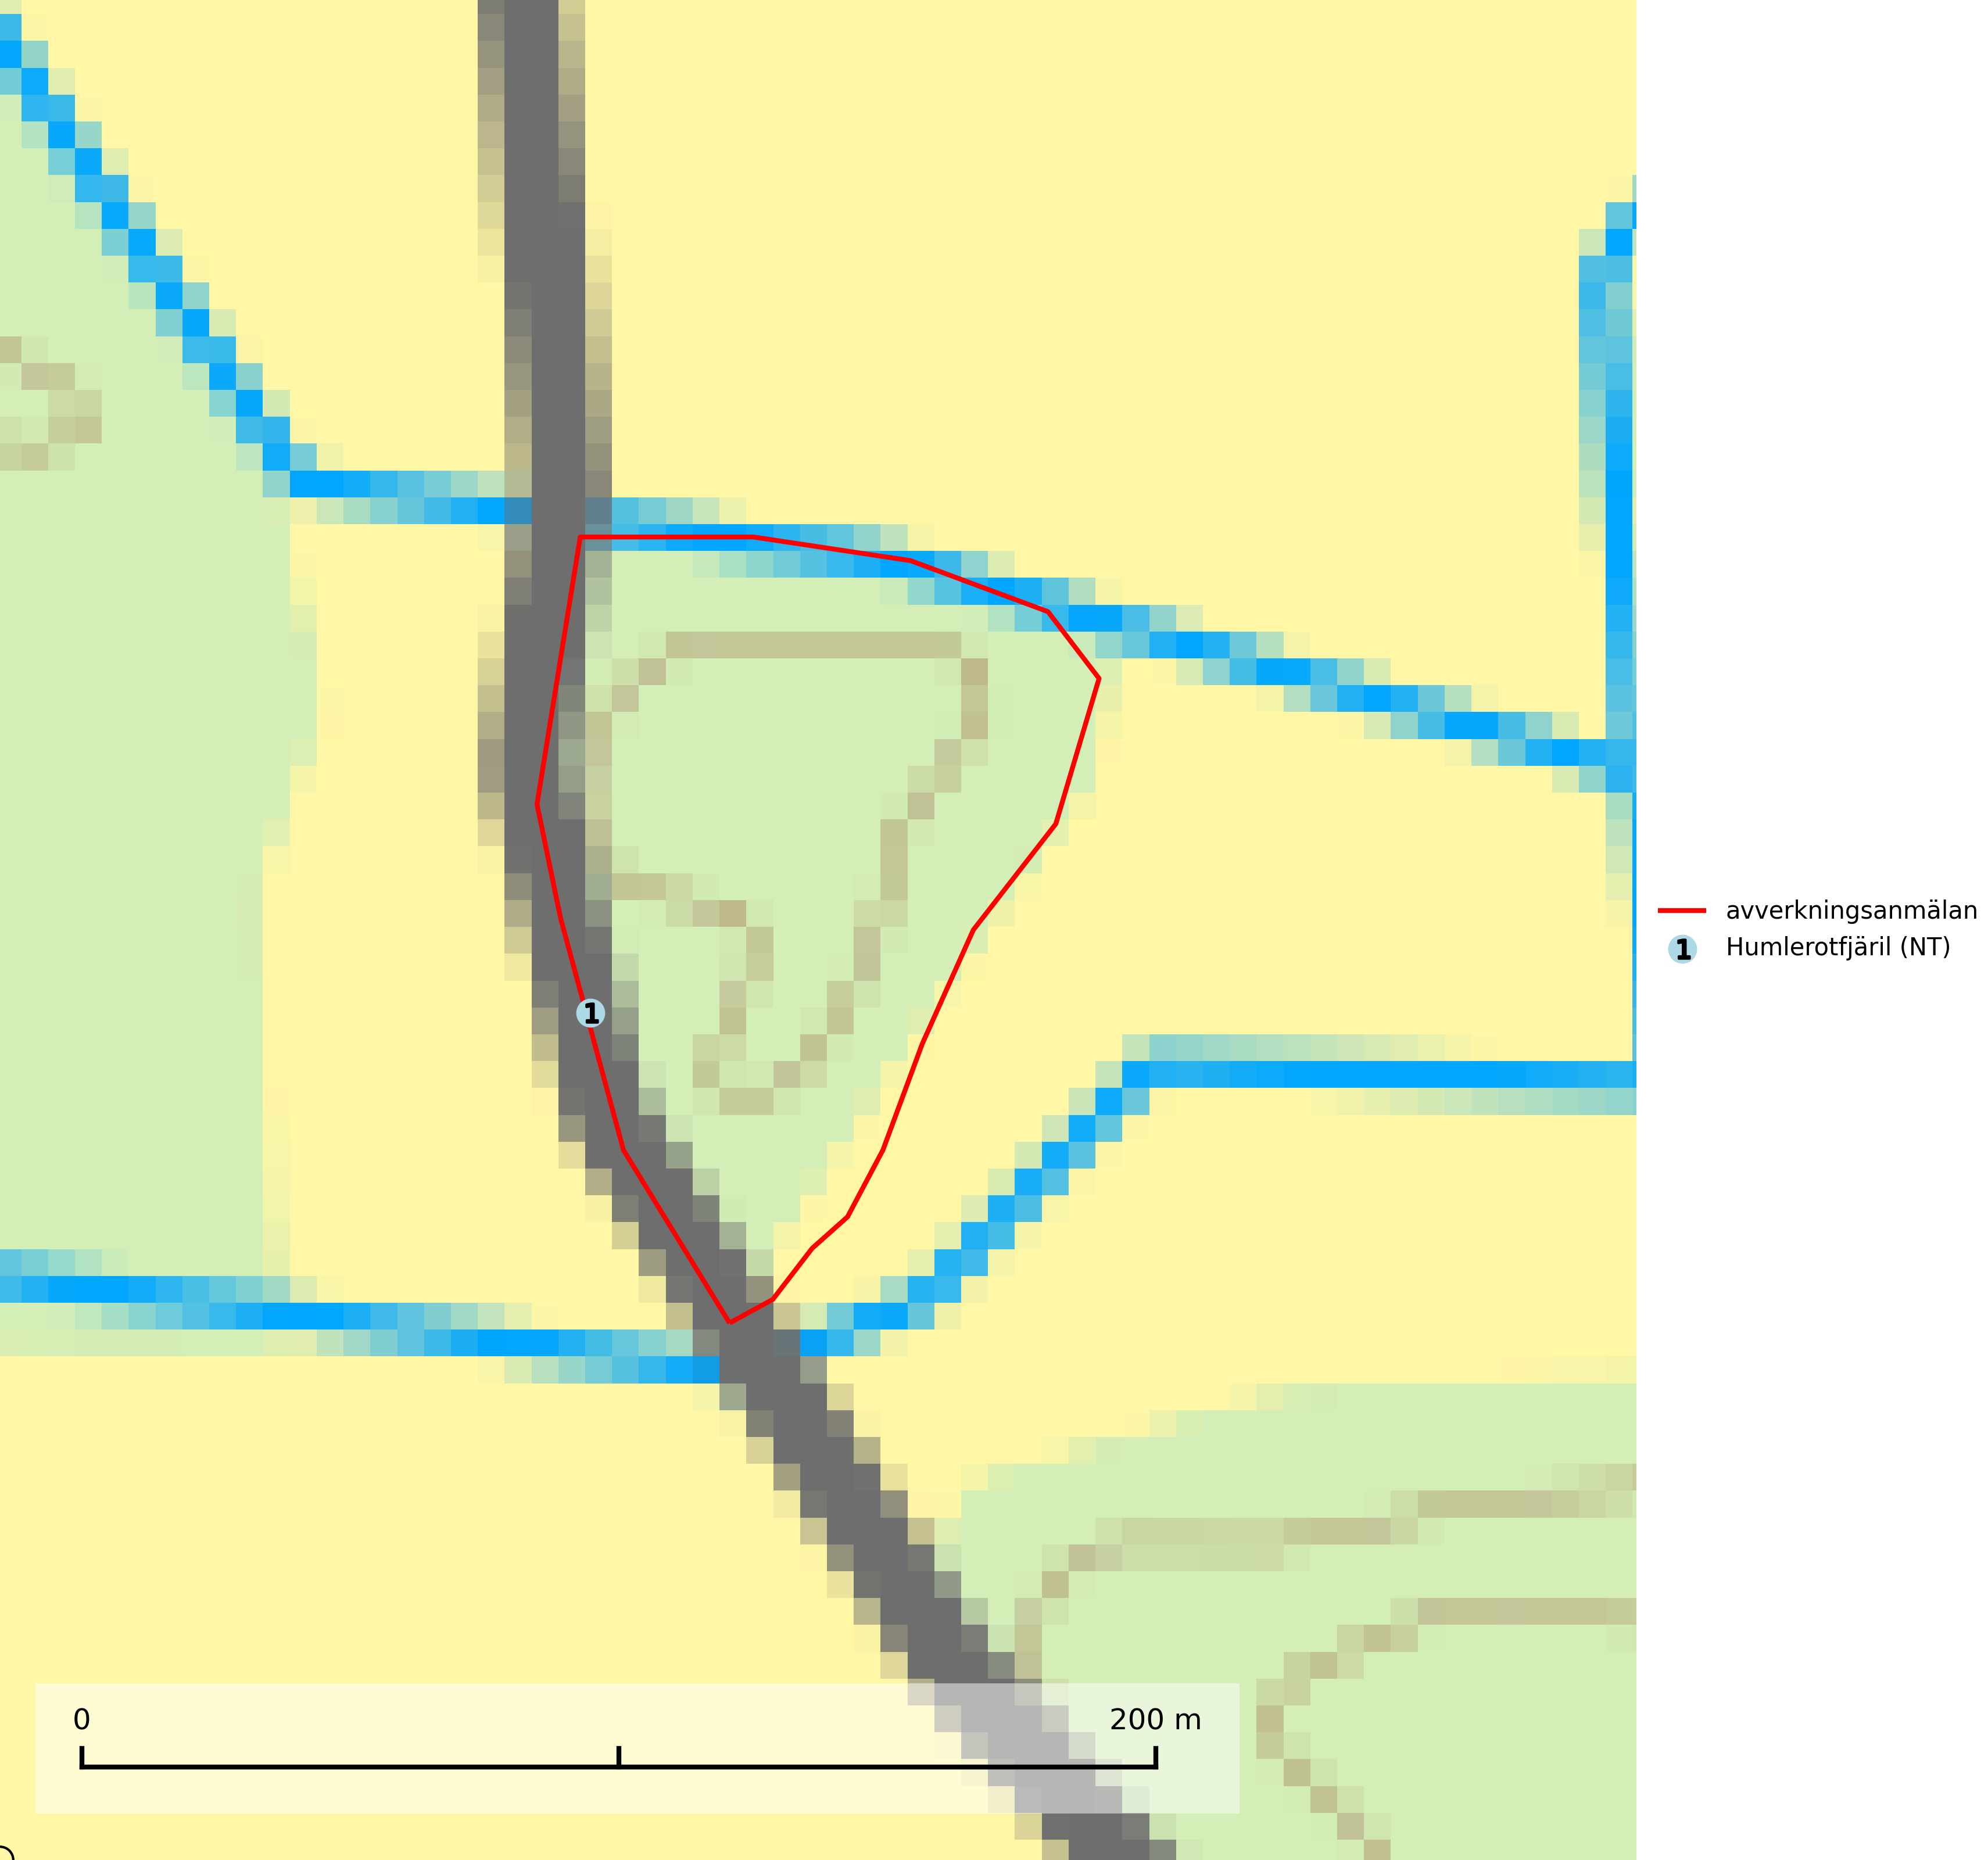 avverkningsanmälan
1 Humlerotfjäril (NT)
1
0 200 m